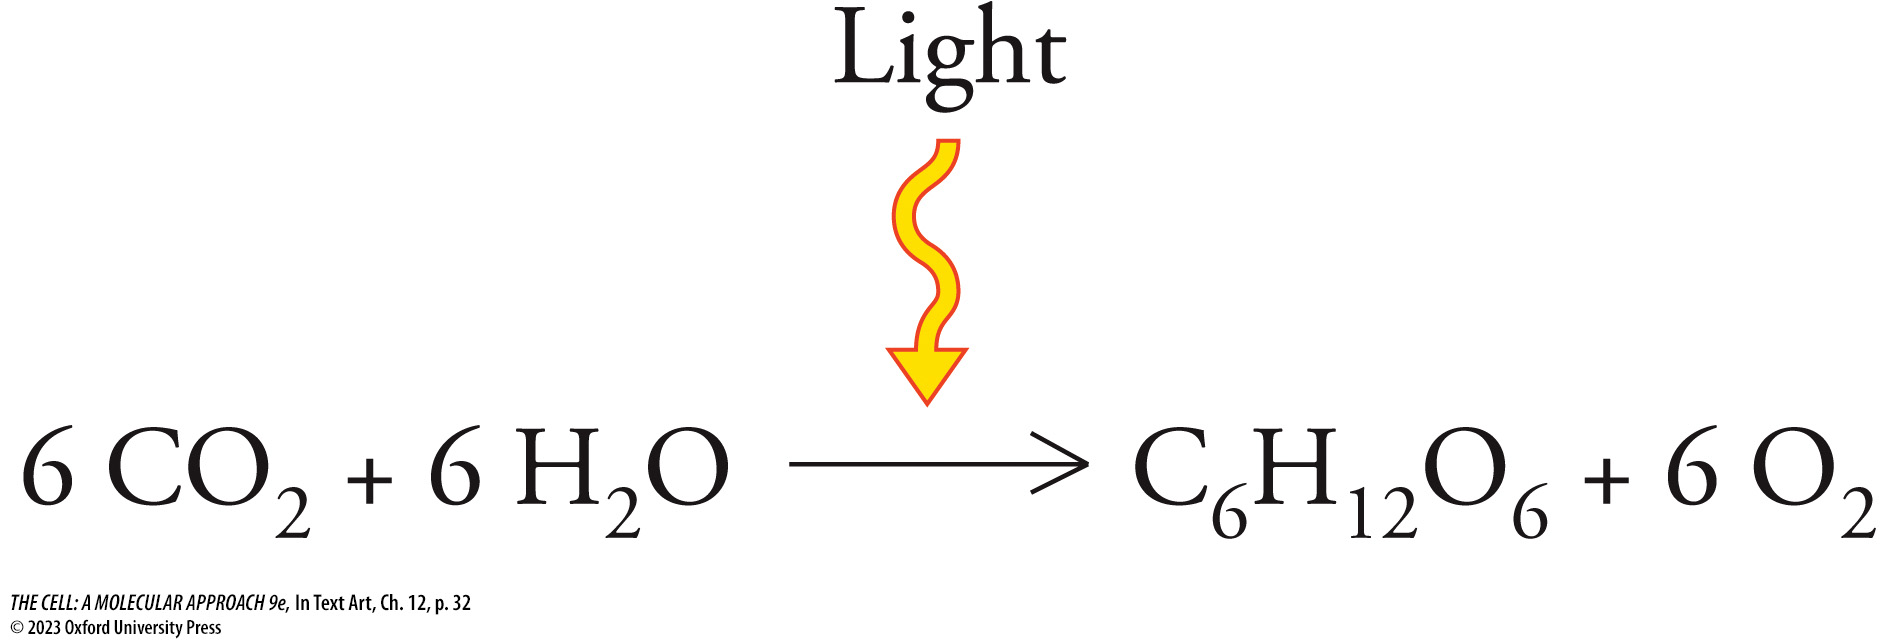 Light
6 CO₂ + 6 H₂O ⟶ C₆H₁₂O₆ + 6 O₂
THE CELL: A MOLECULAR APPROACH 9e, In Text Art, Ch. 12, p. 32
© 2023 Oxford University Press